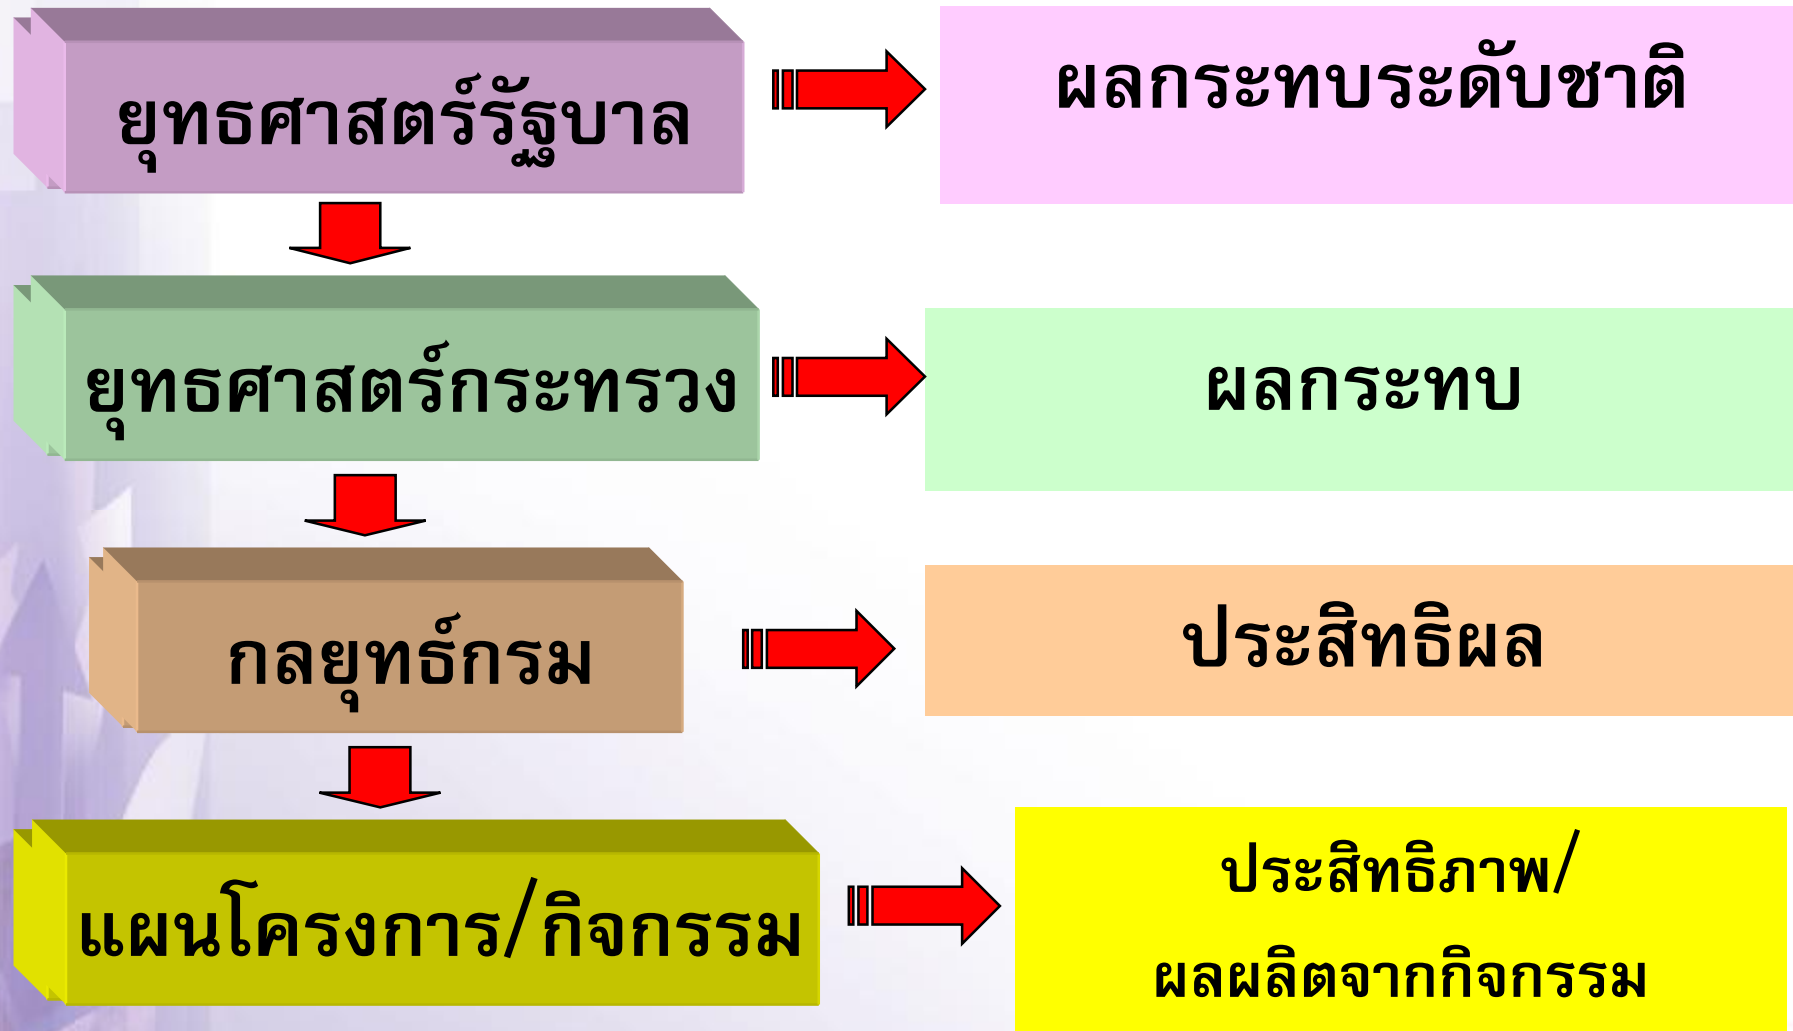 ยุทธศาสตร์รัฐบาล
ผลกระทบระดับชาติ
ยุทธศาสตร์กระทรวง
ผลกระทบ
กลยุทธ์กรม
ประสิทธิผล
แผนโครงการ/กิจกรรม
ประสิทธิภาพ/
ผลผลิตจากกิจกรรม